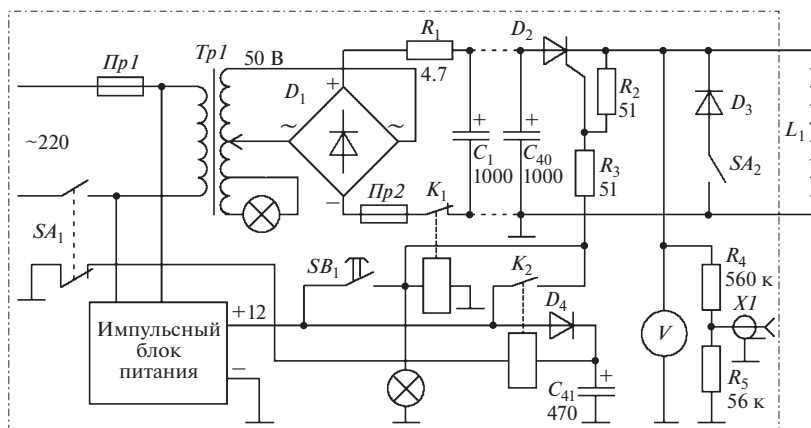 Пр1
Тр1
50 В
D1
R1
4.7
D2
R2
51
D3
L1
~220
+
~
~
−
+
C1
1000
+
C40
1000
R3
51
SA2
Пр2
K1
SA1
SB1
K2
R4
560 к
X1
+12
D4
V
Импульсный
блок
питания
−
+
C41
470
R5
56 к